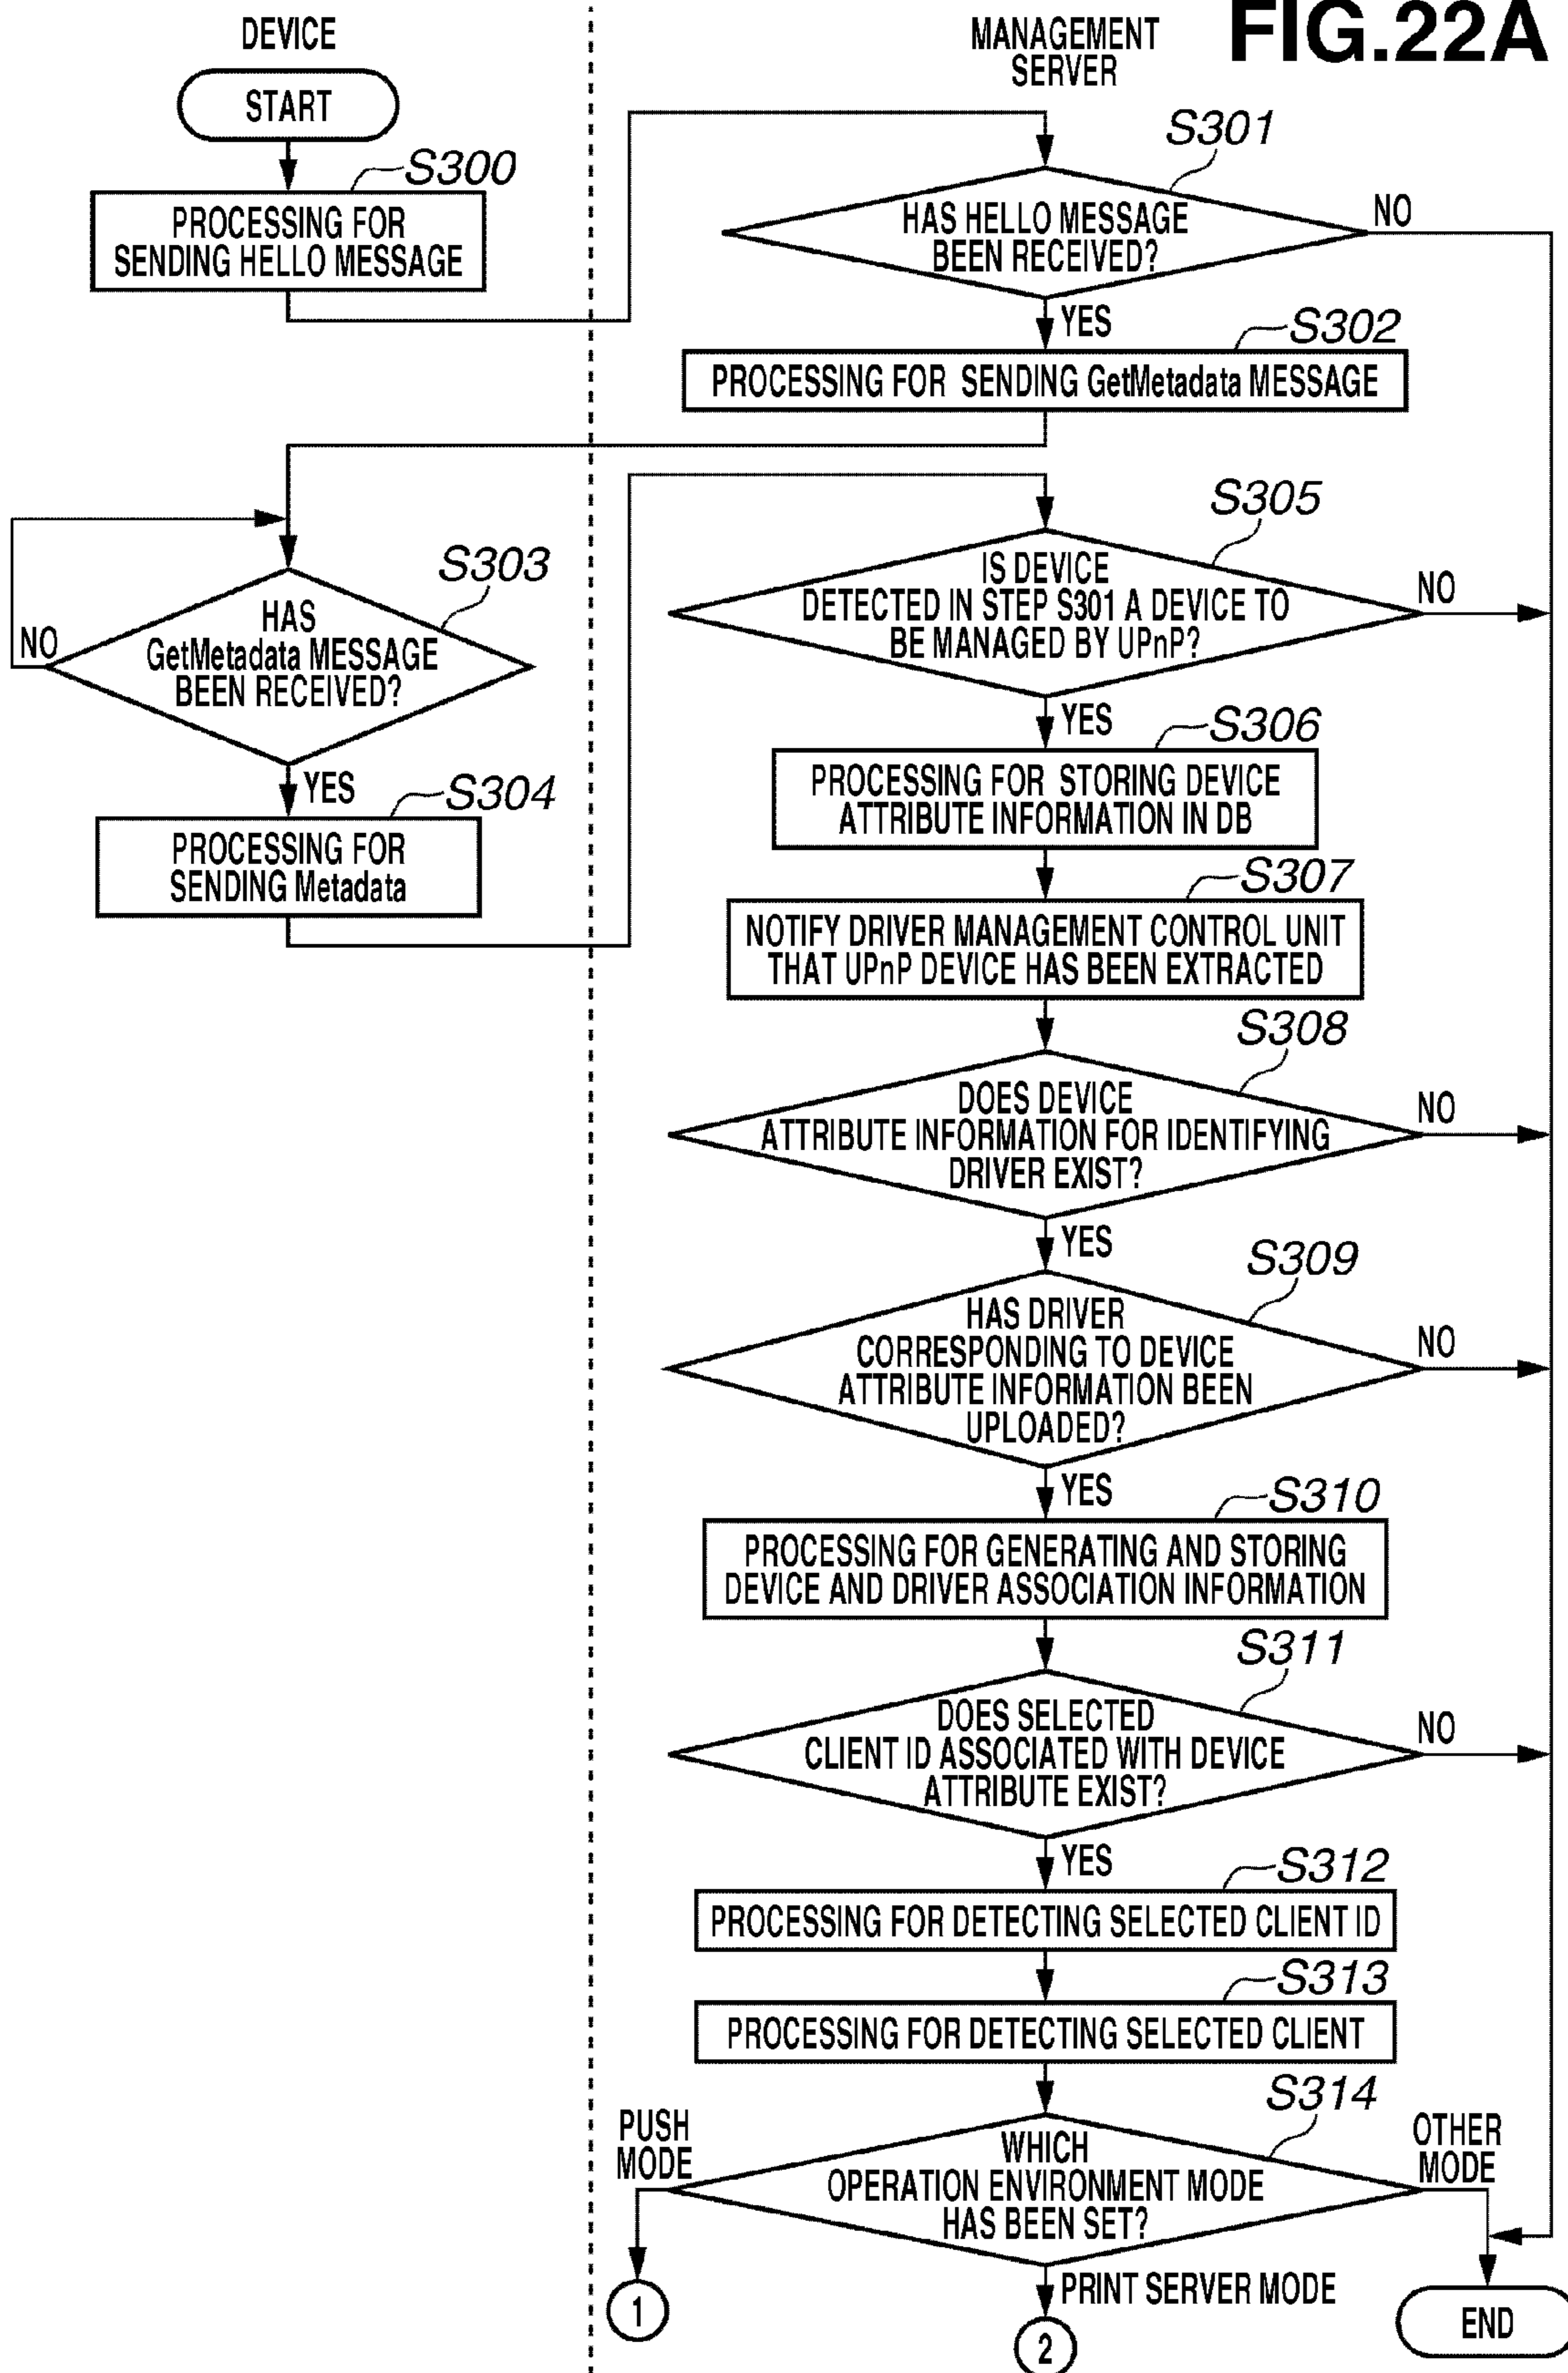 FIG.22A
DEVICE
MANAGEMENT
SERVER
START
S300
PROCESSING FOR
SENDING HELLO MESSAGE
S301
HAS HELLO MESSAGE
BEEN RECEIVED?
NO
YES
S302
PROCESSING FOR SENDING GetMetadata MESSAGE
S303
HAS
GetMetadata MESSAGE
BEEN RECEIVED?
NO
YES
S304
PROCESSING FOR
SENDING Metadata
S305
IS DEVICE
DETECTED IN STEP S301 A DEVICE TO
BE MANAGED BY UPnP?
NO
YES
S306
PROCESSING FOR STORING DEVICE
ATTRIBUTE INFORMATION IN DB
S307
NOTIFY DRIVER MANAGEMENT CONTROL UNIT
THAT UPnP DEVICE HAS BEEN EXTRACTED
S308
DOES DEVICE
ATTRIBUTE INFORMATION FOR IDENTIFYING
DRIVER EXIST?
NO
YES
S309
HAS DRIVER
CORRESPONDING TO DEVICE
ATTRIBUTE INFORMATION BEEN
UPLOADED?
NO
YES
S310
PROCESSING FOR GENERATING AND STORING
DEVICE AND DRIVER ASSOCIATION INFORMATION
S311
DOES SELECTED
CLIENT ID ASSOCIATED WITH DEVICE
ATTRIBUTE EXIST?
NO
YES
S312
PROCESSING FOR DETECTING SELECTED CLIENT ID
S313
PROCESSING FOR DETECTING SELECTED CLIENT
S314
WHICH
OPERATION ENVIRONMENT MODE
HAS BEEN SET?
PUSH
MODE
OTHER
MODE
PRINT SERVER MODE
1
2
END